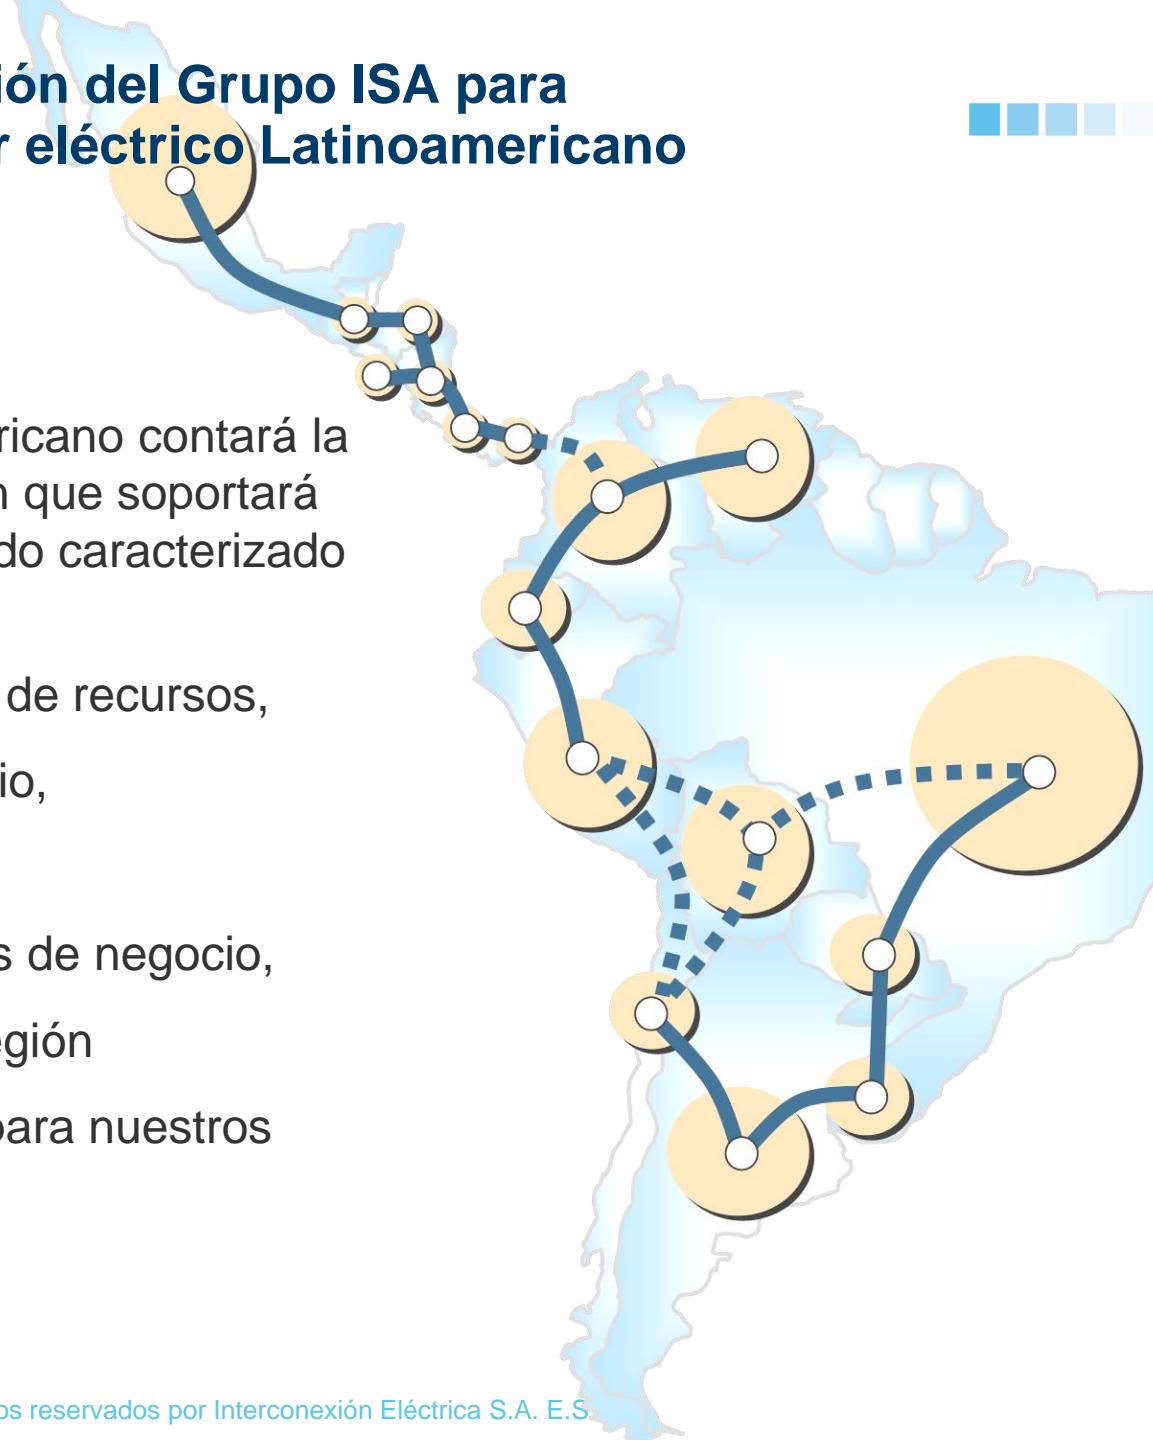 ión del Grupo ISA para
r eléctrico Latinoamericano
ricano contará la
n que soportará
do caracterizado
de recursos,
io,
s de negocio,
egión
para nuestros
os reservados por Interconexión Eléctrica S.A. E.S